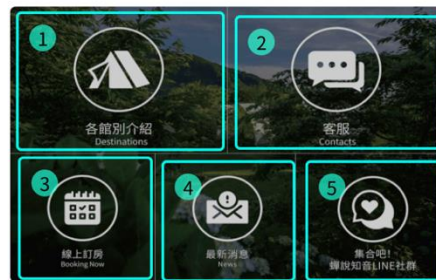 1
各館別介紹
Destinations
2
客服
Contacts
3
線上訂房
Booking Now
4
最新消息
News
5
集合吧!
蟬說知音LINE社群